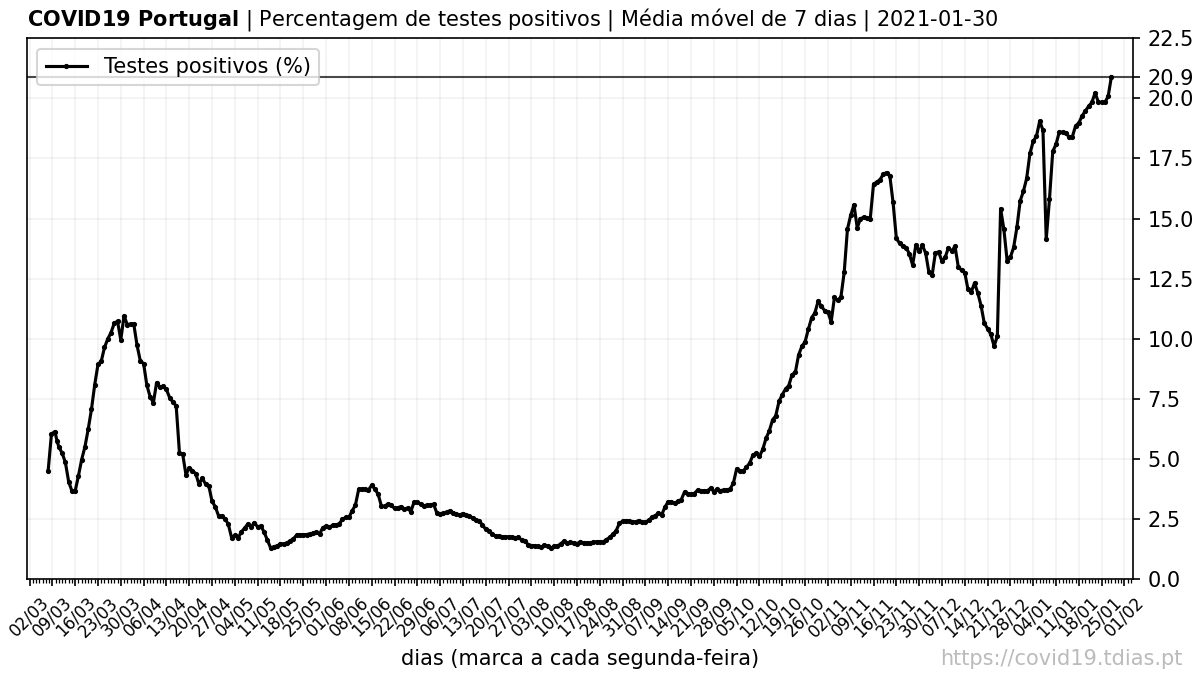 COVID19 Portugal | Percentagem de testes positivos | Média móvel de 7 dias | 2021-01-30
Testes positivos (%)
22.5
20.9
20.0
17.5
15.0
12.5
10.0
7.5
5.0
2.5
0.0
02/03 09/03 16/03 23/03 30/03 06/04 13/04 20/04 27/04 04/05 11/05 18/05 25/05 01/06 08/06 15/06 22/06 29/06 06/07 13/07 20/07 27/07 03/08 10/08 17/08 24/08 31/08 07/09 14/09 21/09 28/09 05/10 12/10 19/10 26/10 02/11 09/11 16/11 23/11 30/11 07/12 14/12 21/12 28/12 04/01 11/01 18/01 25/01 01/02
dias (marca a cada segunda-feira)
https://covid19.tdias.pt